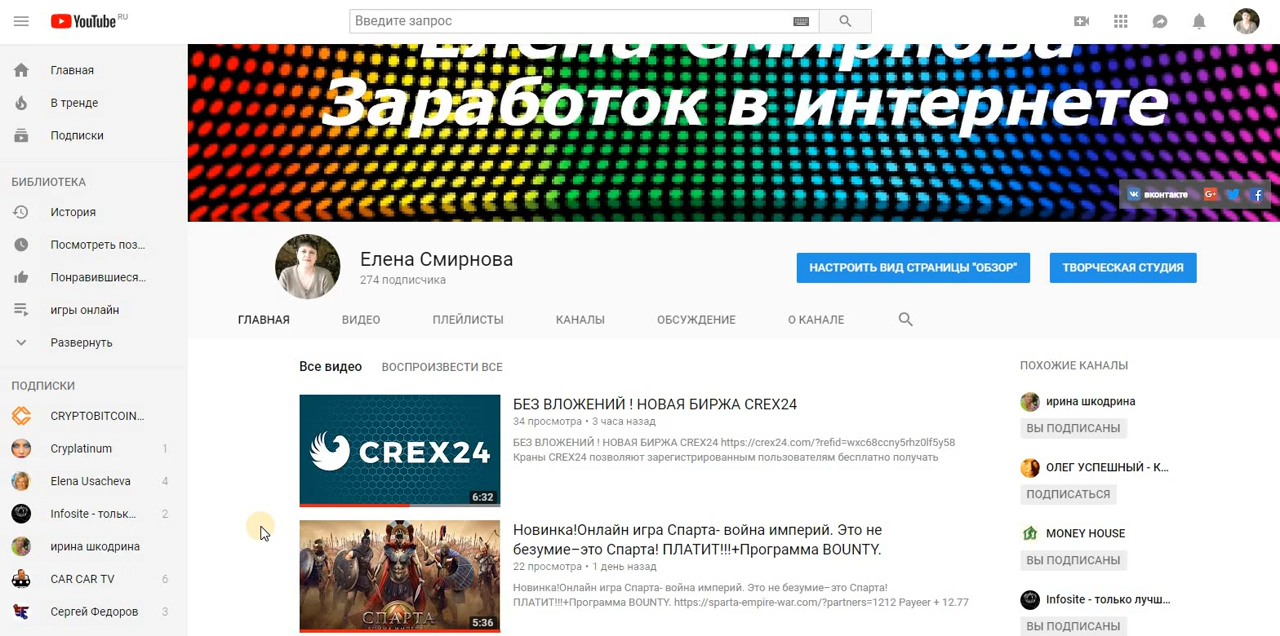 YouTube RU
Введите запрос
Главная
В тренде
Подписки
БИБЛИОТЕКА
История
Посмотреть поз...
Понравившиеся...
игры онлайн
Развернуть
ПОДПИСКИ
CRYPTOBITCOIN...
Cryplatinum 1
Elena Usacheva 4
Infosite - тольк... 2
ирина шкодрина
CAR CAR TV 6
Сергей Федоров 3
Елена Смирнова
Заработок в интернете
вконтакте
Елена Смирнова
274 подписчика
НАСТРОИТЬ ВИД СТРАНИЦЫ "ОБЗОР"
ТВОРЧЕСКАЯ СТУДИЯ
ГЛАВНАЯ ВИДЕО ПЛЕЙЛИСТЫ КАНАЛЫ ОБСУЖДЕНИЕ О КАНАЛЕ
Все видео ВОСПРОИЗВЕСТИ ВСЕ
CREX24
6:32
БЕЗ ВЛОЖЕНИЙ ! НОВАЯ БИРЖА CREX24
34 просмотра • 3 часа назад
БЕЗ ВЛОЖЕНИЙ ! НОВАЯ БИРЖА CREX24 https://crex24.com/?refid=wxc68ccny5rhz0lf5y58
Краны CREX24 позволяют зарегистрированным пользователям бесплатно получать
СПАРТА
5:36
Новинка!Онлайн игра Спарта- война империй. Это не
безумие–это Спарта! ПЛАТИТ!!!+Программа BOUNTY.
22 просмотра • 1 день назад
Новинка!Онлайн игра Спарта- война империй. Это не безумие–это Спарта!
ПЛАТИТ!!!+Программа BOUNTY. https://sparta-empire-war.com/?partners=1212 Payeer + 12.77
ПОХОЖИЕ КАНАЛЫ
ирина шкодрина
ВЫ ПОДПИСАНЫ
ОЛЕГ УСПЕШНЫЙ - К...
ПОДПИСАТЬСЯ
MONEY HOUSE
ВЫ ПОДПИСАНЫ
Infosite - только лучш...
ВЫ ПОДПИСАНЫ